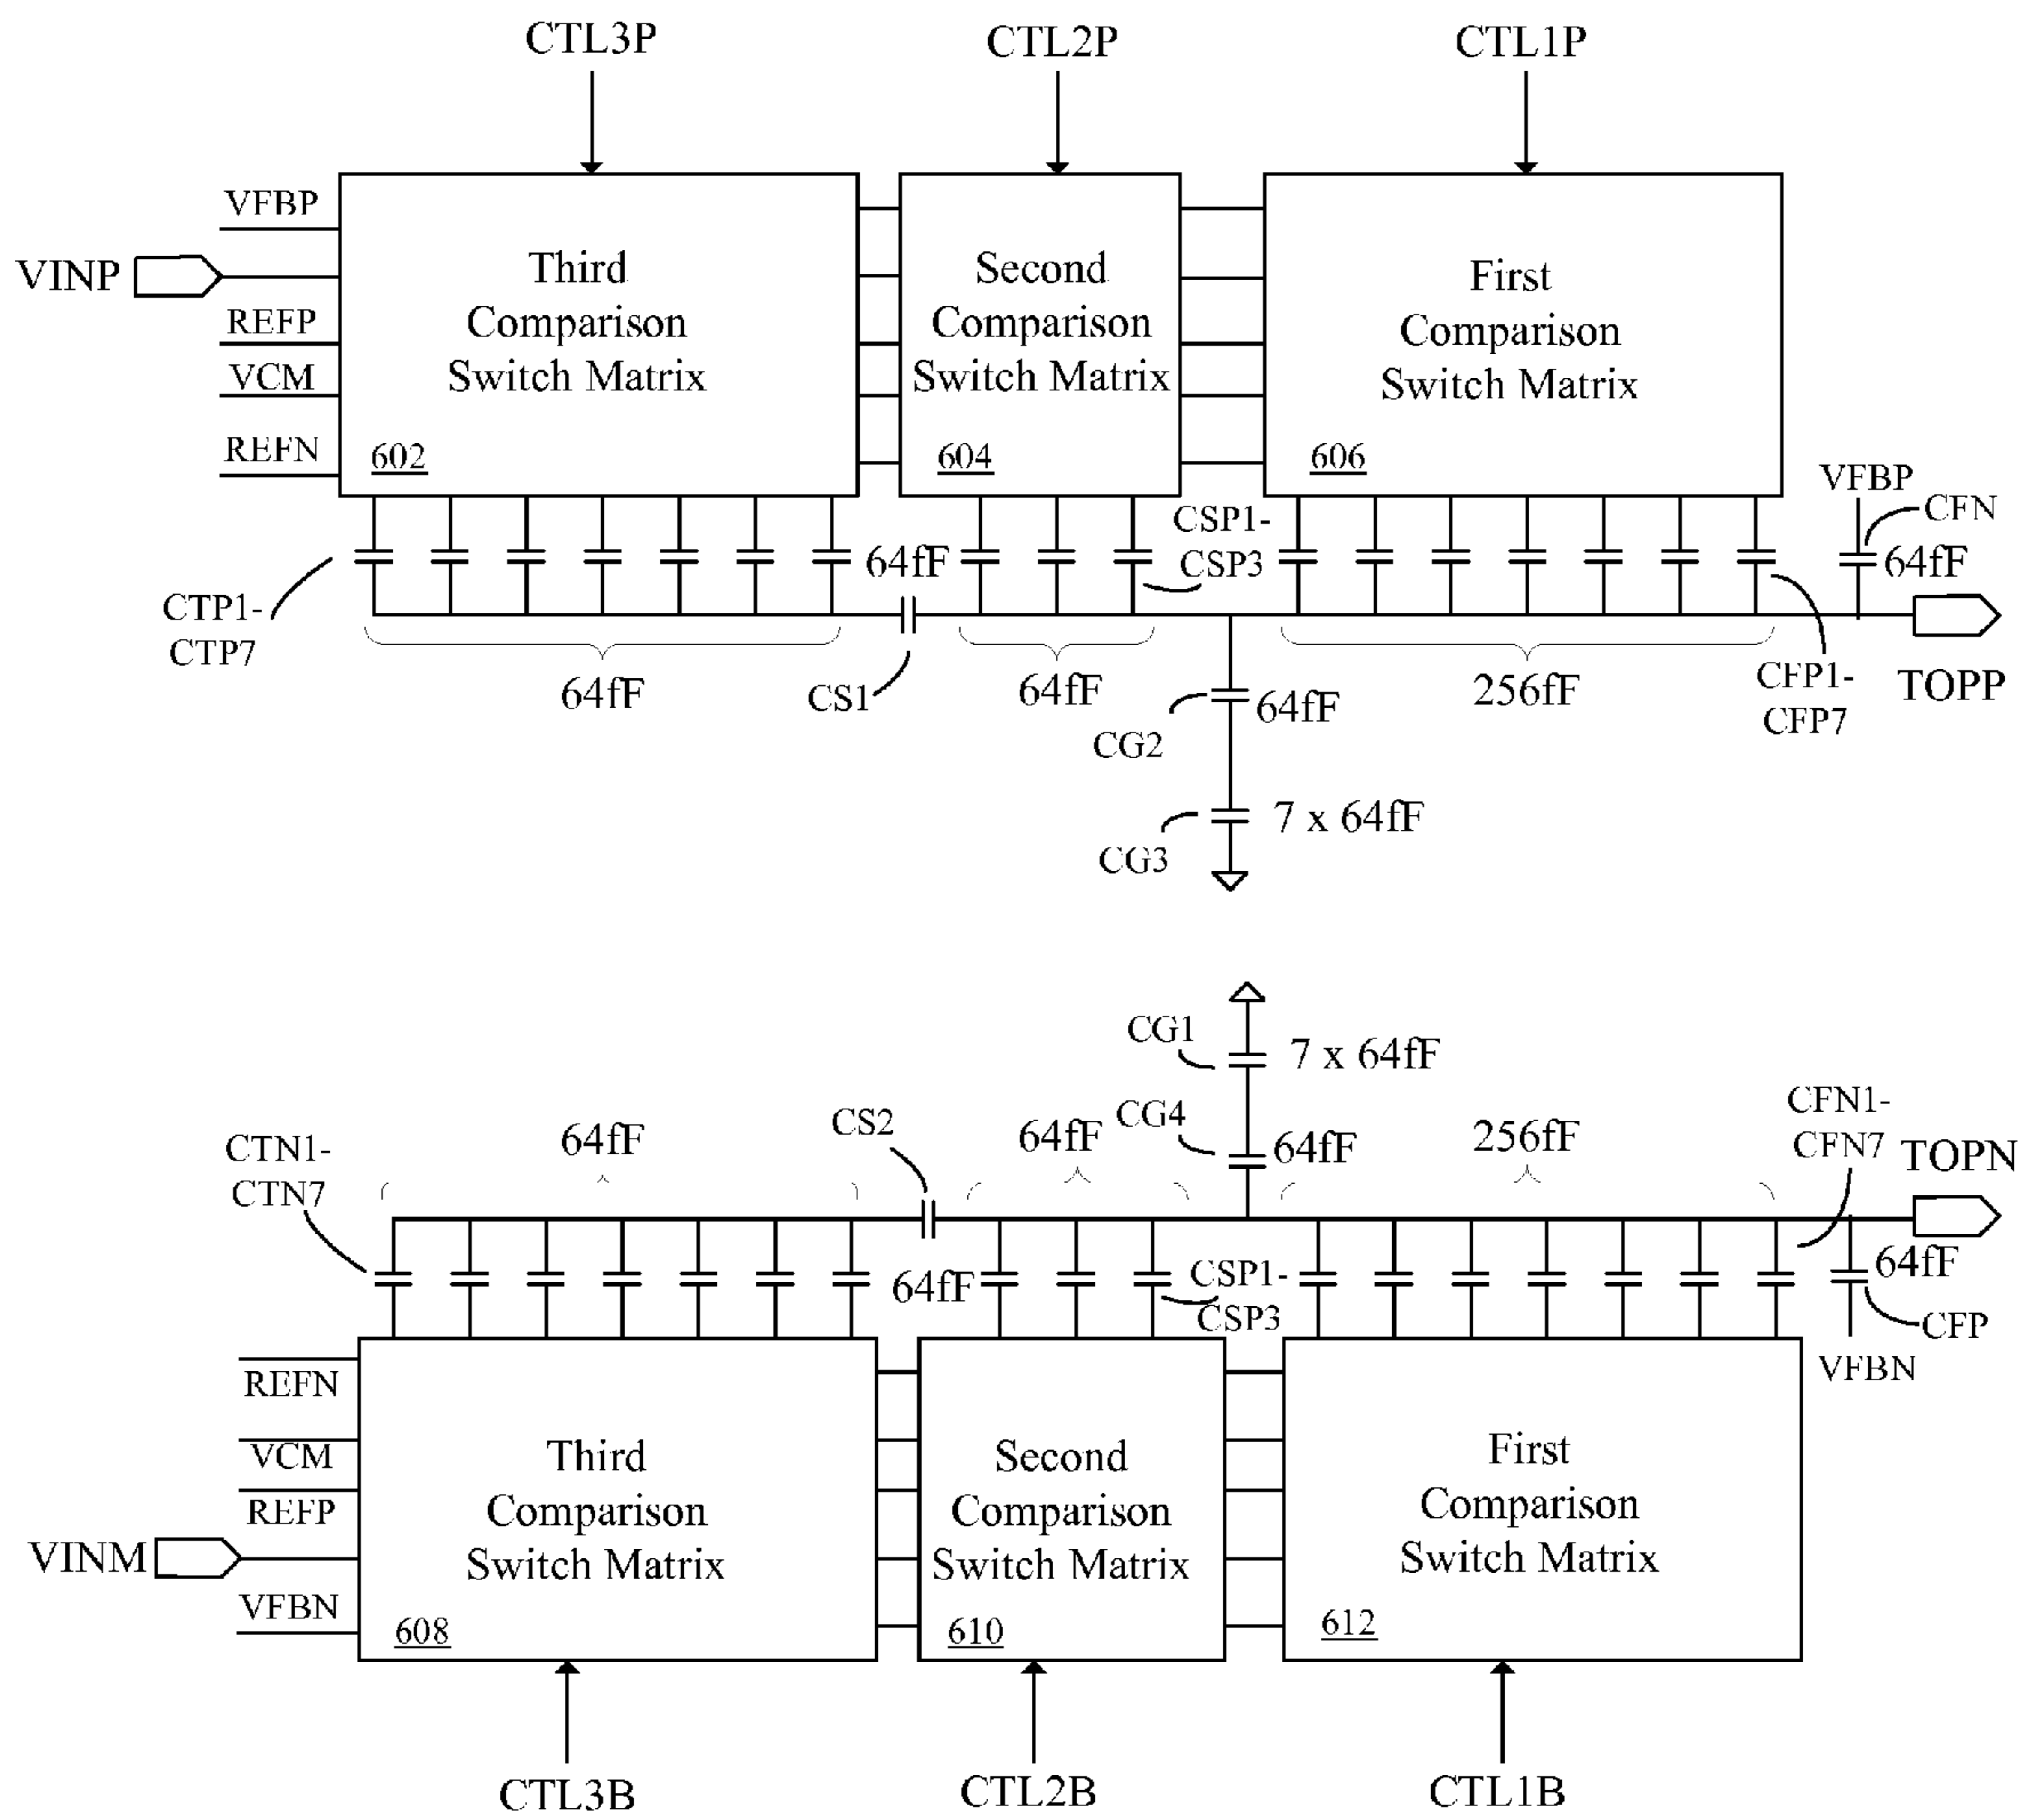 CTL3P
CTL2P
CTL1P
VFBP
VINP
REFP
VCM
REFN
Third
Comparison
Switch Matrix
602
Second
Comparison
Switch Matrix
604
First
Comparison
Switch Matrix
606
VFBP
CFN
64fF
CTP1-
CTP7
64fF
CS1
64fF
CSP1-
CSP3
64fF
256fF
CFP1-
CFP7
TOPP
CG2
64fF
CG3
7 x 64fF
CG1
7 x 64fF
CG4
64fF
CTN1-
CTN7
64fF
CS2
64fF
64fF
256fF
CFN1-
CFN7
TOPN
CSP1-
CSP3
64fF
CFP
VFBN
REFN
VCM
REFP
VINM
VFBN
Third
Comparison
Switch Matrix
608
Second
Comparison
Switch Matrix
610
First
Comparison
Switch Matrix
612
CTL3B
CTL2B
CTL1B